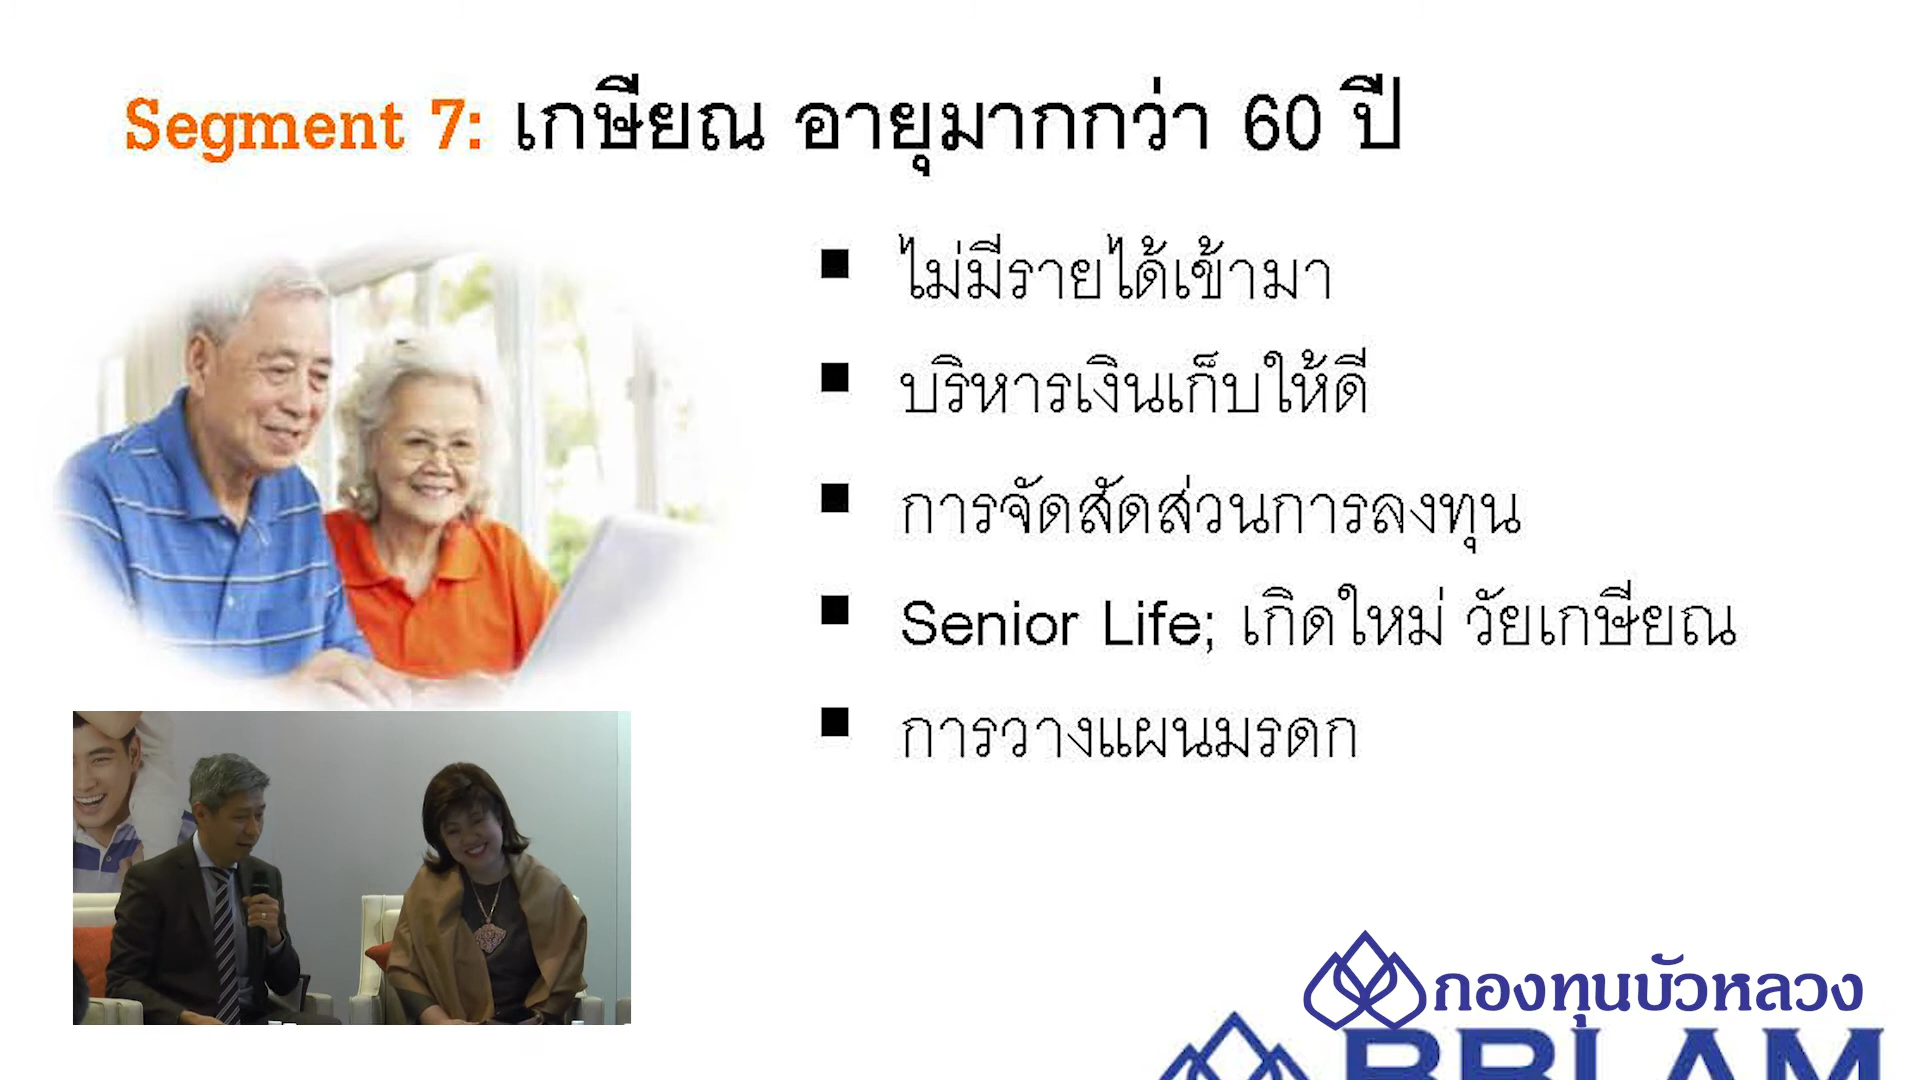 Segment 7: เกษียณ อายุมากกว่า 60 ปี
ไม่มีรายได้เข้ามา
บริหารเงินเก็บให้ดี
การจัดสัดส่วนการลงทุน
Senior Life; เกิดใหม่ วัยเกษียณ
การวางแผนมรดก
กองทุนบัวหลวง
BBLAM